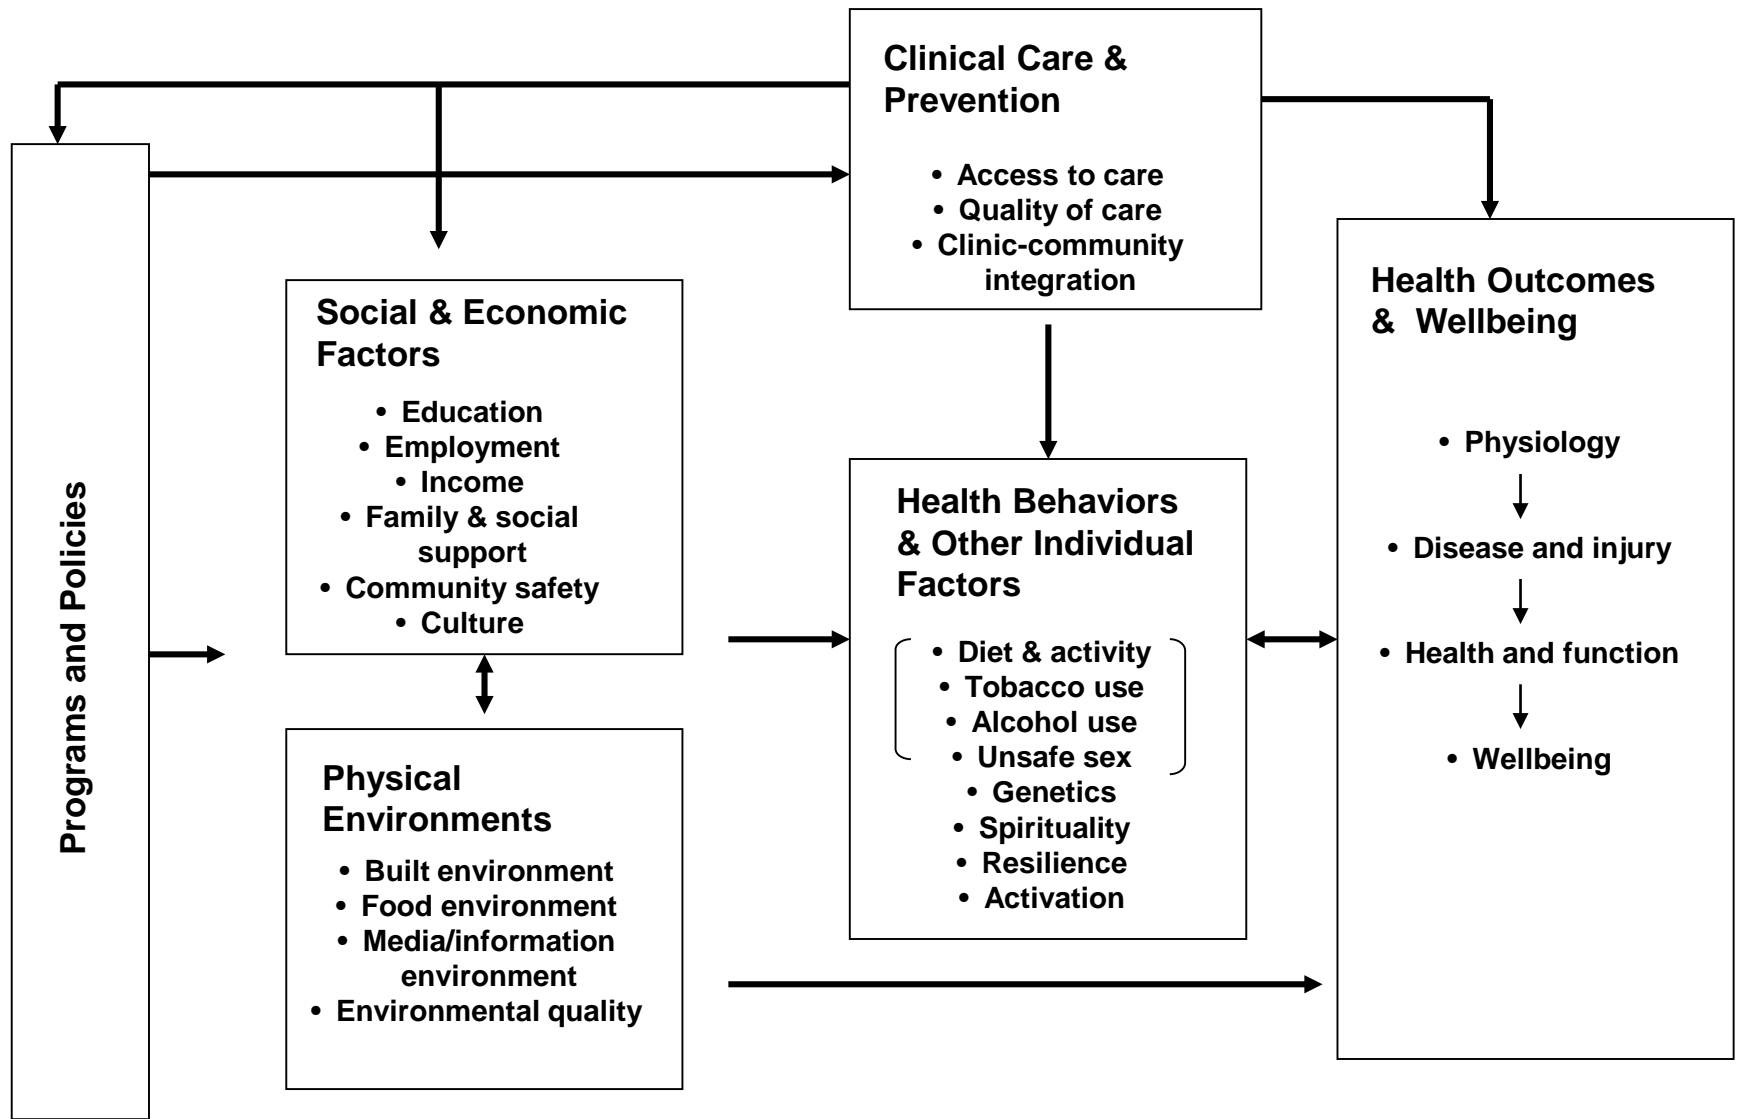 Programs and Policies
Clinical Care &
Prevention
• Access to care
• Quality of care
• Clinic-community
integration
Social & Economic
Factors
• Education
• Employment
• Income
• Family & social
support
• Community safety
• Culture
Physical
Environments
• Built environment
• Food environment
• Media/information
environment
• Environmental quality
Health Behaviors
& Other Individual
Factors
• Diet & activity
• Tobacco use
• Alcohol use
• Unsafe sex
• Genetics
• Spirituality
• Resilience
• Activation
Health Outcomes
& Wellbeing
• Physiology
• Disease and injury
• Health and function
• Wellbeing